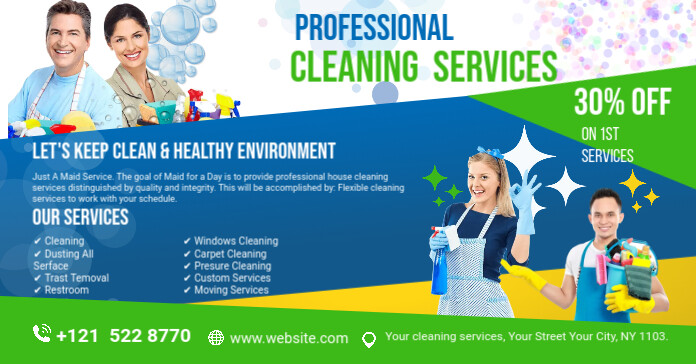 PROFESSIONAL
CLEANING SERVICES
30% OFF
ON 1ST
SERVICES
LET'S KEEP CLEAN & HEALTHY ENVIRONMENT
Just A Maid Service. The goal of Maid for a Day is to provide professional house cleaning
services distinguished by quality and integrity. This will be accomplished by: Flexible cleaning
services to work with your schedule.
OUR SERVICES
✔ Cleaning
✔ Dusting All
Serface
✔ Trast Temoval
✔ Restroom
✔ Windows Cleaning
✔ Carpet Cleaning
✔ Presure Cleaning
✔ Custom Services
✔ Moving Services
+121 522 8770
www.website.com
Your cleaning services, Your Street Your City, NY 1103.